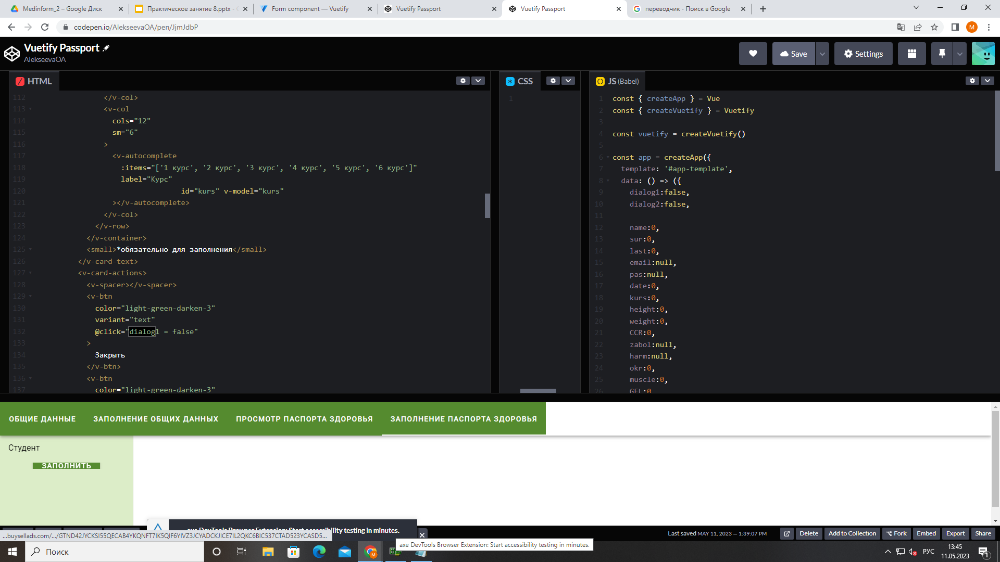 Medinform_2 – Google Диск
Практическое занятие 8.pptx -
Form component — Vuetify
Vuetify Passport
Vuetify Passport
переводчик - Поиск в Google
codepen.io/AlekseevaOA/pen/JjmJdbP
M
Vuetify Passport
AlekseevaOA
Save
Settings
HTML
112 </v-col>
113 <v-col
114 cols="12"
115 sm="6"
116 >
117 <v-autocomplete
118 :items="['1 курс', '2 курс', '3 курс', '4 курс', '5 курс', '6 курс']"
119 label="Курс"
120 id="kurs" v-model="kurs"
121 ></v-autocomplete>
122 </v-col>
123 </v-row>
124 </v-container>
125 <small>*обязательно для заполнения</small>
126 </v-card-text>
127 <v-card-actions>
128 <v-spacer></v-spacer>
129 <v-btn
130 color="light-green-darken-3"
131 variant="text"
132 @click="dialog1 = false"
133 >
134 Закрыть
135 </v-btn>
136 <v-btn
137 color="light-green-darken-3"
CSS
1
JS (Babel)
1 const { createApp } = Vue
2 const { createVuetify } = Vuetify
3
4 const vuetify = createVuetify()
5
6 const app = createApp({
7 template: '#app-template',
8 data: () => ({
9 dialog1:false,
10 dialog2:false,
11
12 name:0,
13 sur:0,
14 last:0,
15 email:null,
16 pas:null,
17 date:0,
18 kurs:0,
19 height:0,
20 weight:0,
21 CCR:0,
22 zabol:null,
23 harm:null,
24 okr:0,
25 muscle:0,
26 GEL:0
ОБЩИЕ ДАННЫЕ
ЗАПОЛНЕНИЕ ОБЩИХ ДАННЫХ
ПРОСМОТР ПАСПОРТА ЗДОРОВЬЯ
ЗАПОЛНЕНИЕ ПАСПОРТА ЗДОРОВЬЯ
Студент
ЗАПОЛНИТЬ
axe DevTools Browser Extension: Start accessibility testing in minutes.
...buysellads.com/.../GTND42JYCKSI55QECAB4YKQNFT7IK5QIF6YIVZ3JCYADCKJICE7IL2QKC6BIC537CTAD523YCASD5...
axe DevTools Browser Extension: Start accessibility testing in minutes.
Last saved MAY 11, 2023 — 1:39:07 PM
Delete
Add to Collection
Fork
Embed
Export
Share
Поиск
M
РУС
13:45
11.05.2023
1